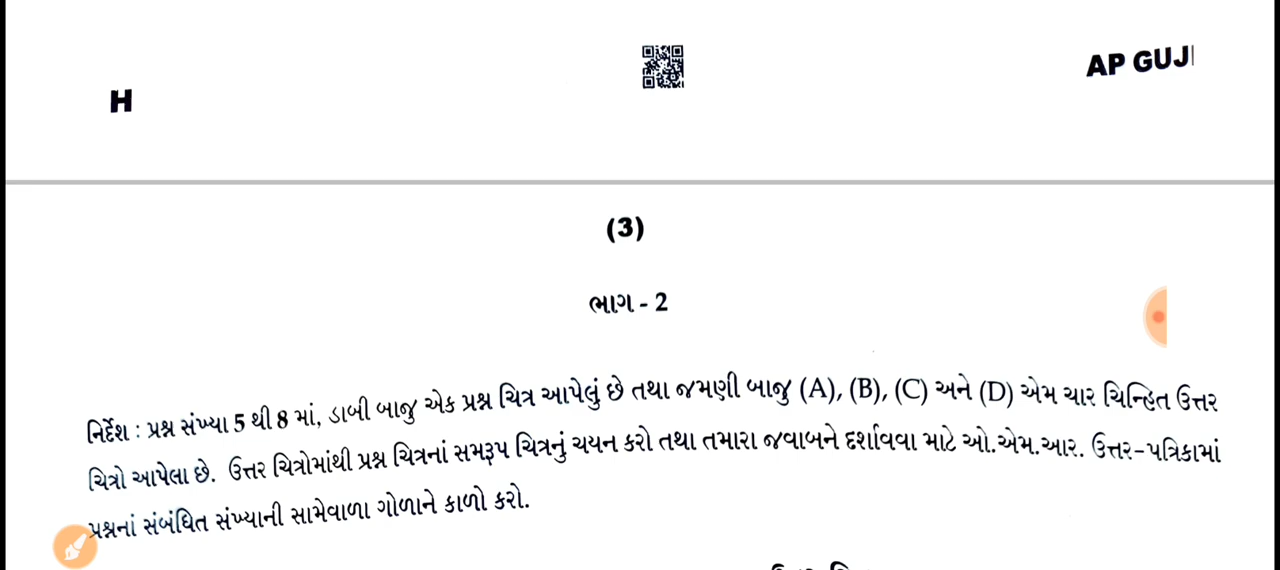 H
AP GUJ
(3)
ભાગ - 2
નિર્દેશ : પ્રશ્ન સંખ્યા 5 થી 8 માં, ડાબી બાજુ એક પ્રશ્ન ચિત્ર આપેલું છે તથા જમણી બાજુ (A), (B), (C) અને (D) એમ ચાર ચિન્હિત ઉત્તર
ચિત્રો આપેલા છે. ઉત્તર ચિત્રોમાંથી પ્રશ્ન ચિત્રનાં સમરૂપ ચિત્રનું ચયન કરો તથા તમારા જવાબને દર્શાવવા માટે ઓ.એમ.આર. ઉત્તર-પત્રિકામાં
પ્રશ્નનાં સંબંધિત સંખ્યાની સામેવાળા ગોળાને કાળો કરો.